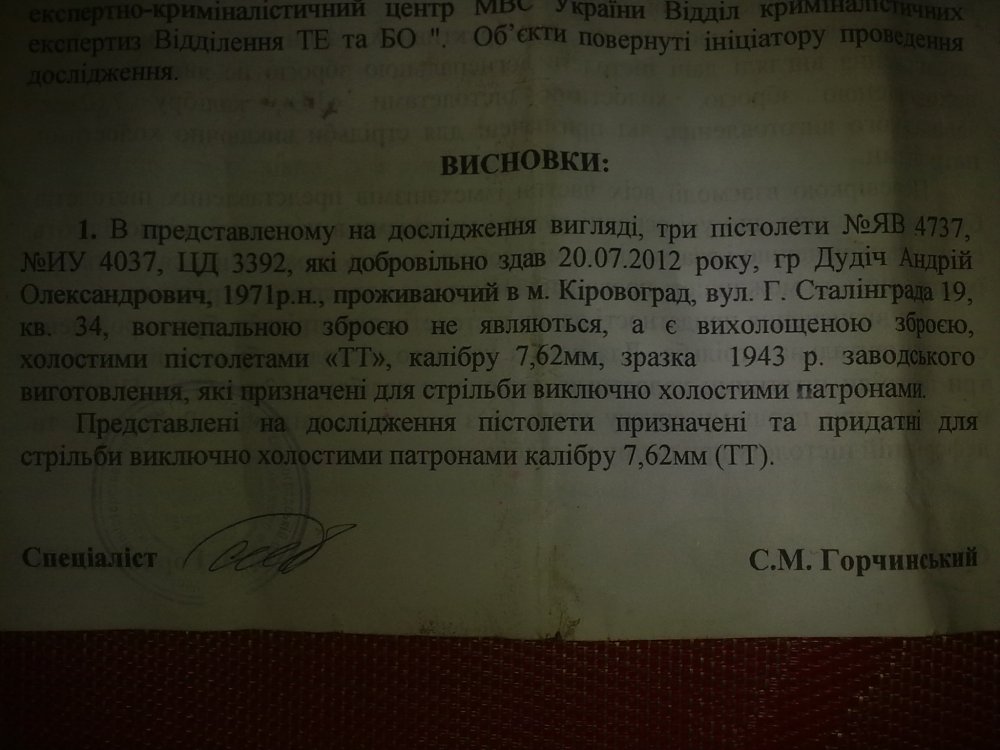 експертно-криміналістичний центр МВС України Відділ криміналістичних
експертиз Відділення ТЕ та БО ". Об’єкти повернуті ініціатору проведення
дослідження.
ВИСНОВКИ:
1. В представленому на дослідження вигляді, три пістолети №ЯВ 4737,
№ИУ 4037, ЦД 3392, які добровільно здав 20.07.2012 року, гр Дудіч Андрій
Олександрович, 1971р.н., проживаючий в м. Кіровоград, вул. Г. Сталінграда 19,
кв. 34, вогнепальною зброєю не являються, а є вихолощеною зброєю,
холостими пістолетами «ТТ», калібру 7,62мм, зразка 1943 р. заводського
виготовлення, які призначені для стрільби виключно холостими патронами.
Представлені на дослідження пістолети призначені та придатні для
стрільби виключно холостими патронами калібру 7,62мм (ТТ).
Спеціаліст С.М. Горчинський